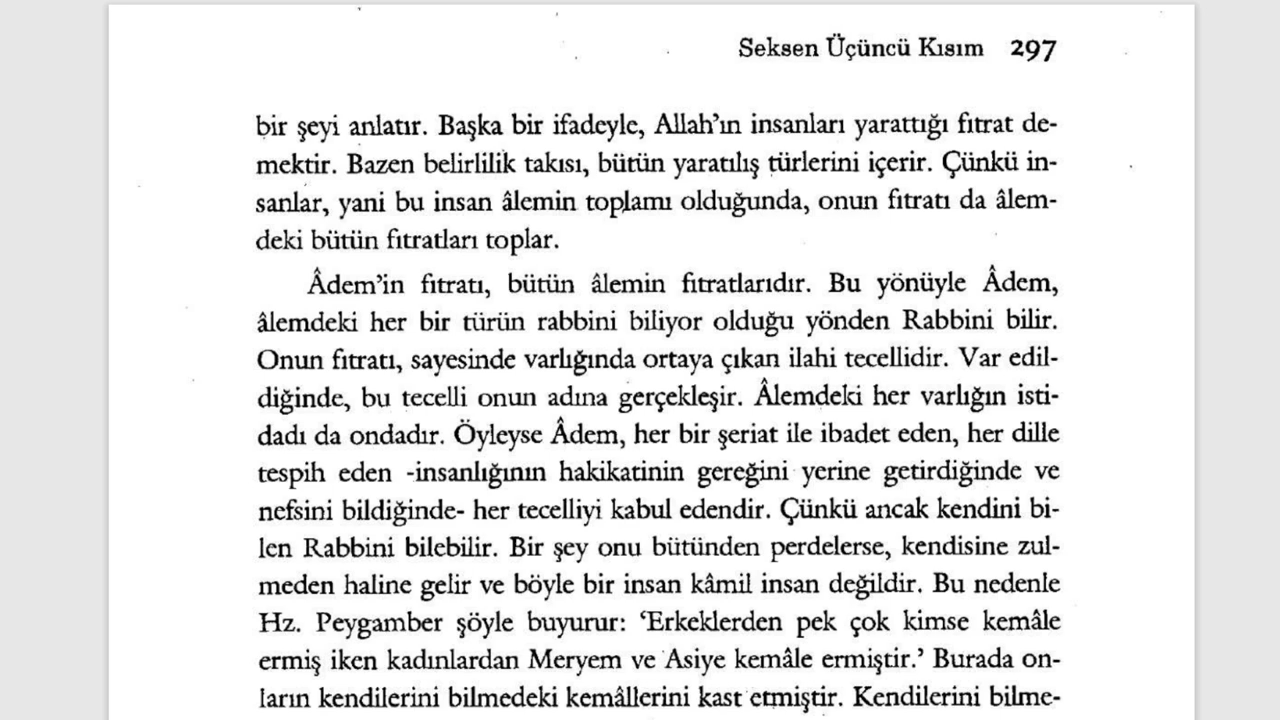 Seksen Üçüncü Kısım 297
bir şeyi anlatır. Başka bir ifadeyle, Allah’ın insanları yarattığı fıtrat de-
mektir. Bazen belirlilik takısı, bütün yaratılış türlerini içerir. Çünkü in-
sanlar, yani bu insan âlemin toplamı olduğunda, onun fıtratı da âlem-
deki bütün fıtratları toplar.
Âdem’in fıtratı, bütün âlemin fıtratlarıdır. Bu yönüyle Âdem,
âlemdeki her bir türün rabbini biliyor olduğu yönden Rabbini bilir.
Onun fıtratı, sayesinde varlığında ortaya çıkan ilahi tecellidir. Var edil-
diğinde, bu tecelli onun adına gerçekleşir. Âlemdeki her varlığın isti-
dadı da ondadır. Öyleyse Âdem, her bir şeriat ile ibadet eden, her dille
tespih eden -insanlığının hakikatinin gereğini yerine getirdiğinde ve
nefsini bildiğinde- her tecelliyi kabul edendir. Çünkü ancak kendini bi-
len Rabbini bilebilir. Bir şey onu bütünden perdelerse, kendisine zul-
meden haline gelir ve böyle bir insan kâmil insan değildir. Bu nedenle
Hz. Peygamber şöyle buyurur: ‘Erkeklerden pek çok kimse kemâle
ermiş iken kadınlardan Meryem ve Asiye kemâle ermiştir.’ Burada on-
ların kendilerini bilmedeki kemâllerini kast etmiştir. Kendilerini bilme-